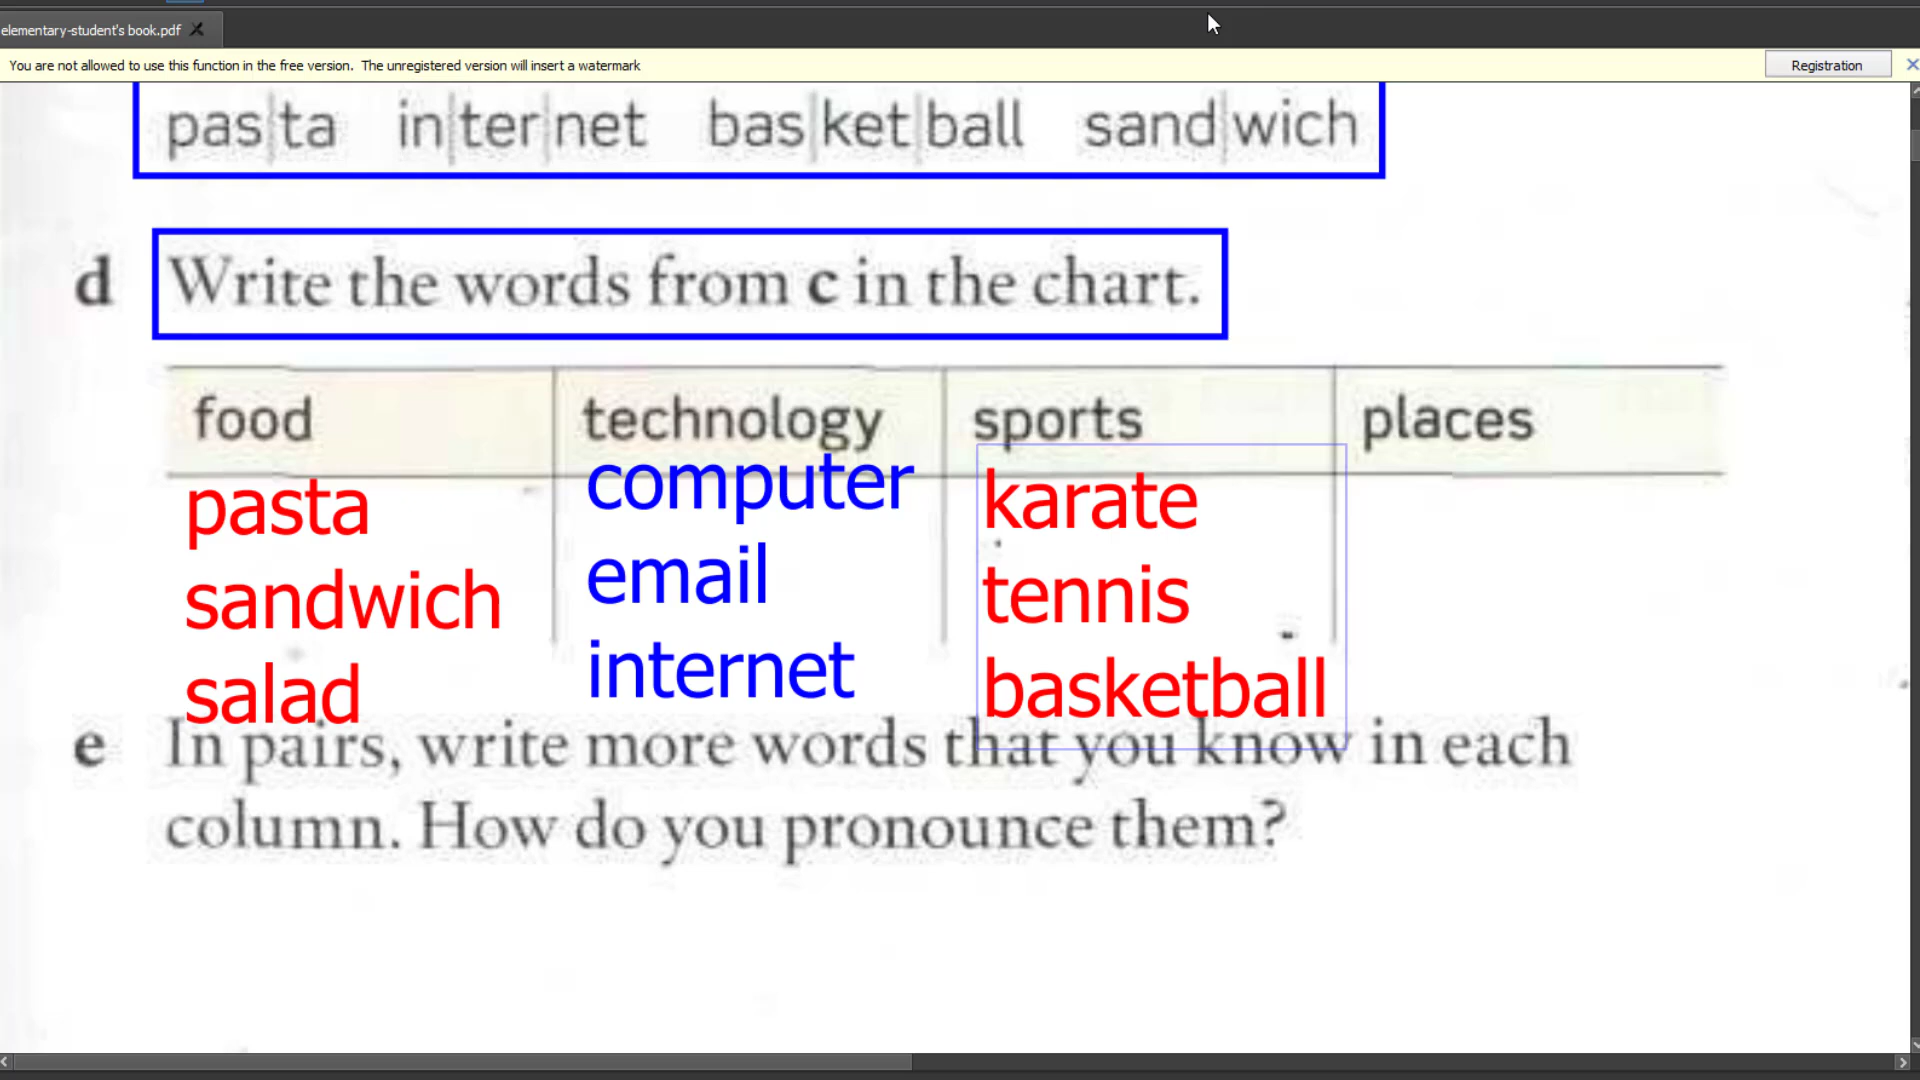 elementary-student's book.pdf
You are not allowed to use this function in the free version. The unregistered version will insert a watermark
Registration
pas|ta in|ter|net bas|ket|ball sand|wich
d Write the words from c in the chart.
food technology sports places
pasta computer karate
sandwich email tennis
salad internet basketball
e In pairs, write more words that you know in each
column. How do you pronounce them?